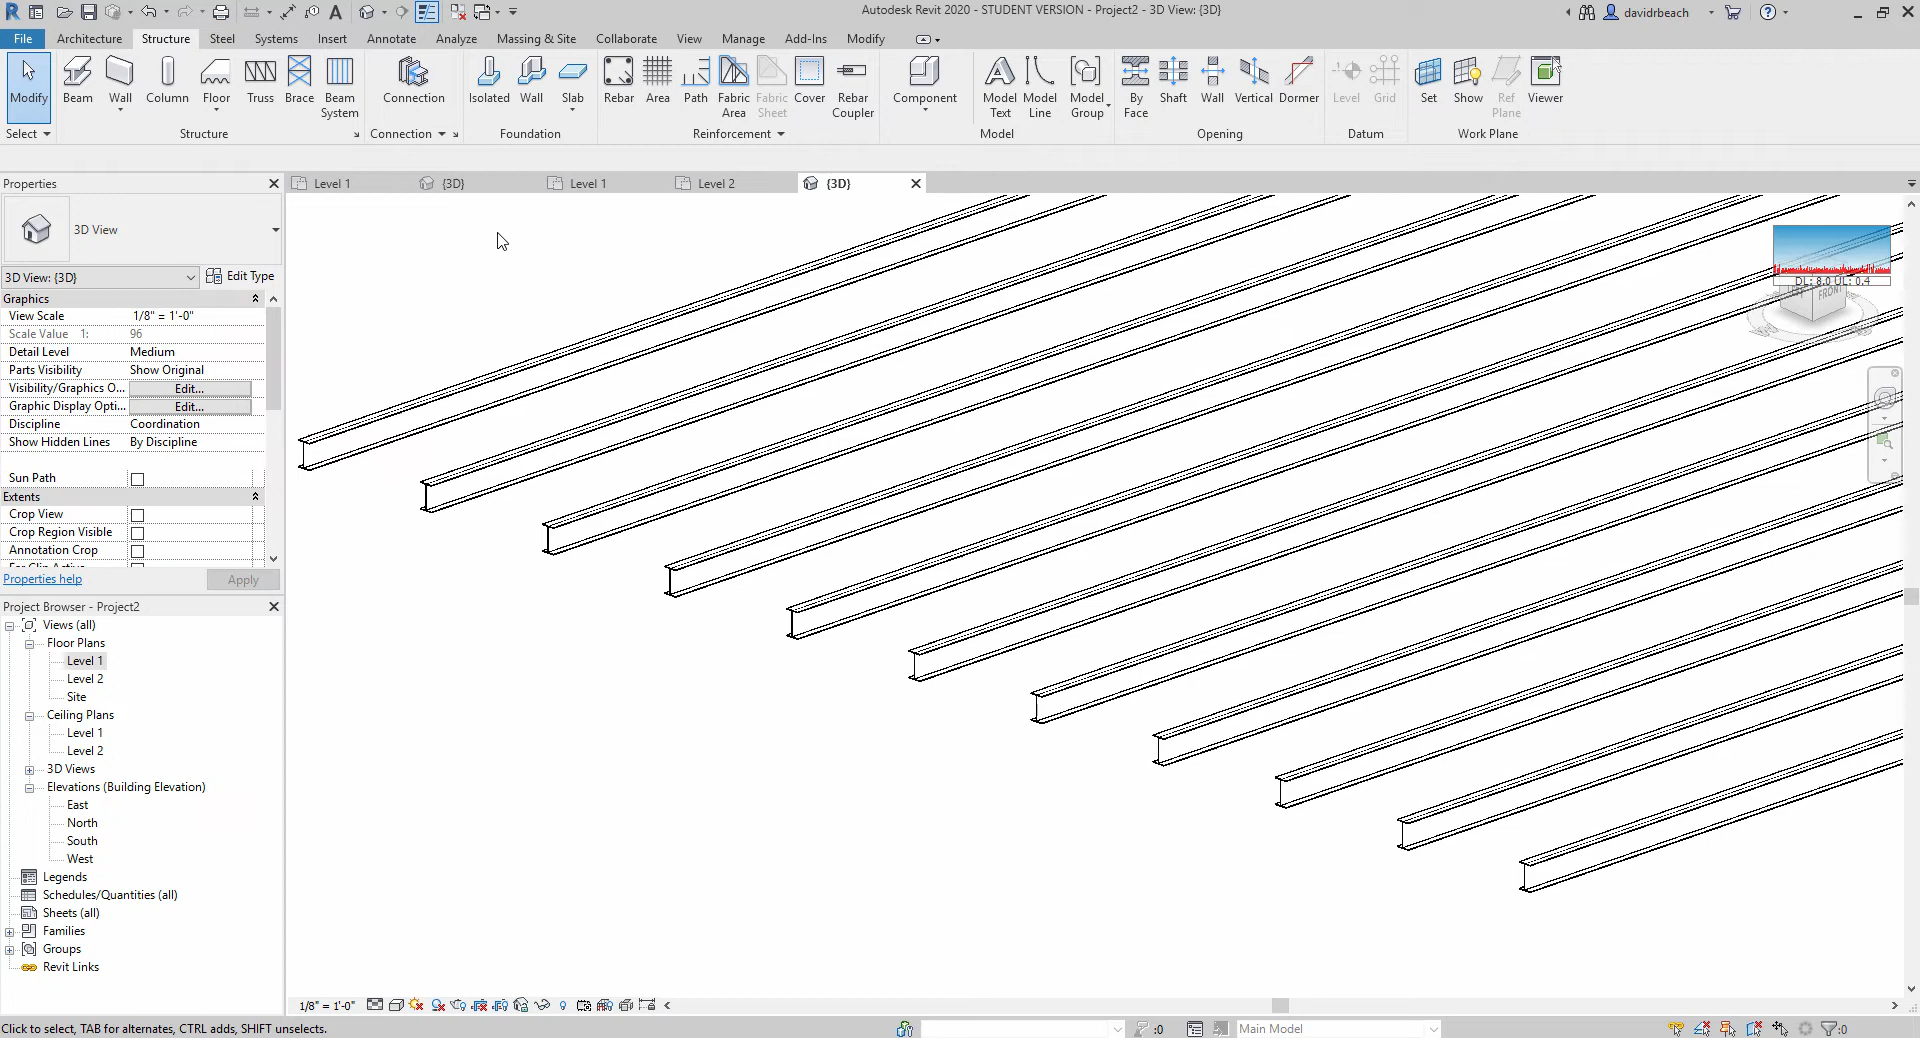 Autodesk Revit 2020 - STUDENT VERSION - Project2 - 3D View: {3D}
davidrbeach
File Architecture Structure Steel Systems Insert Annotate Analyze Massing & Site Collaborate View Manage Add-Ins Modify
Modify Beam Wall Column Floor Truss Brace Beam System Connection Isolated Wall Slab Rebar Area Path Fabric Area Fabric Sheet Cover Rebar Coupler Component Model Text Model Line Model Group By Face Shaft Wall Vertical Dormer Level Grid Set Show Ref Plane Viewer
Select Structure Connection Foundation Reinforcement Model Opening Datum Work Plane
Properties
Level 1 {3D} Level 1 Level 2 {3D}
3D View
3D View: {3D} Edit Type
Graphics
View Scale 1/8" = 1'-0"
Scale Value 1: 96
Detail Level Medium
Parts Visibility Show Original
Visibility/Graphics O... Edit...
Graphic Display Opti... Edit...
Discipline Coordination
Show Hidden Lines By Discipline
Sun Path
Extents
Crop View
Crop Region Visible
Annotation Crop
Properties help Apply
DL: 8.0 UL: 0.4
FRONT
Project Browser - Project2
Views (all)
Floor Plans
Level 1
Level 2
Site
Ceiling Plans
Level 1
Level 2
3D Views
Elevations (Building Elevation)
East
North
South
West
Legends
Schedules/Quantities (all)
Sheets (all)
Families
Groups
Revit Links
1/8" = 1'-0"
Click to select, TAB for alternates, CTRL adds, SHIFT unselects.
:0
Main Model
:0